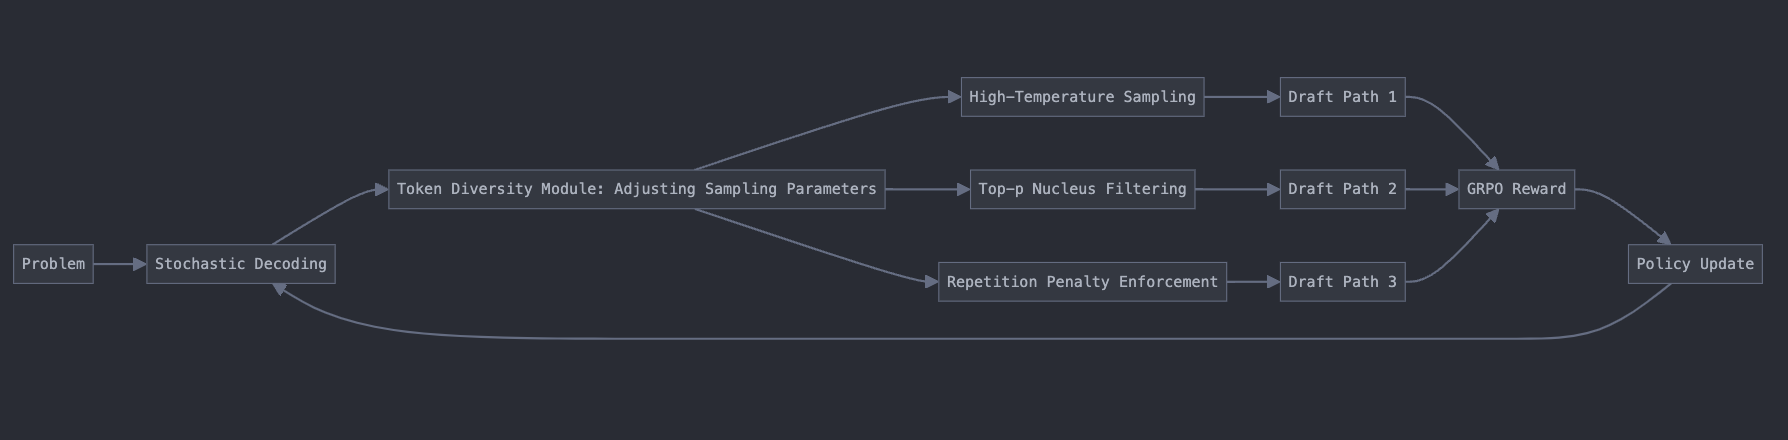 Problem
Stochastic Decoding
Token Diversity Module: Adjusting Sampling Parameters
High-Temperature Sampling
Draft Path 1
Top-p Nucleus Filtering
Draft Path 2
Repetition Penalty Enforcement
Draft Path 3
GRPO Reward
Policy Update